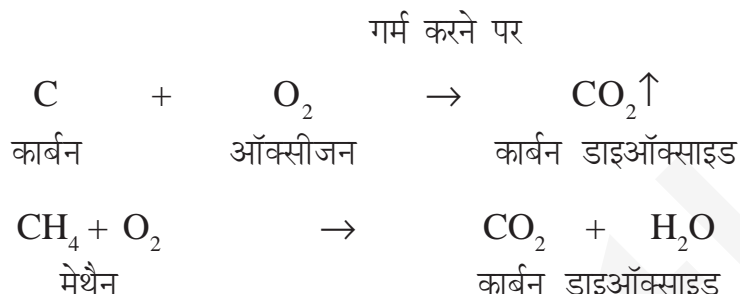 गर्म करने पर
C + O₂ → CO₂↑
कार्बन ऑक्सीजन कार्बन डाइऑक्साइड
CH₄ + O₂ → CO₂ + H₂O
मेथैन कार्बन डाइऑक्साइड